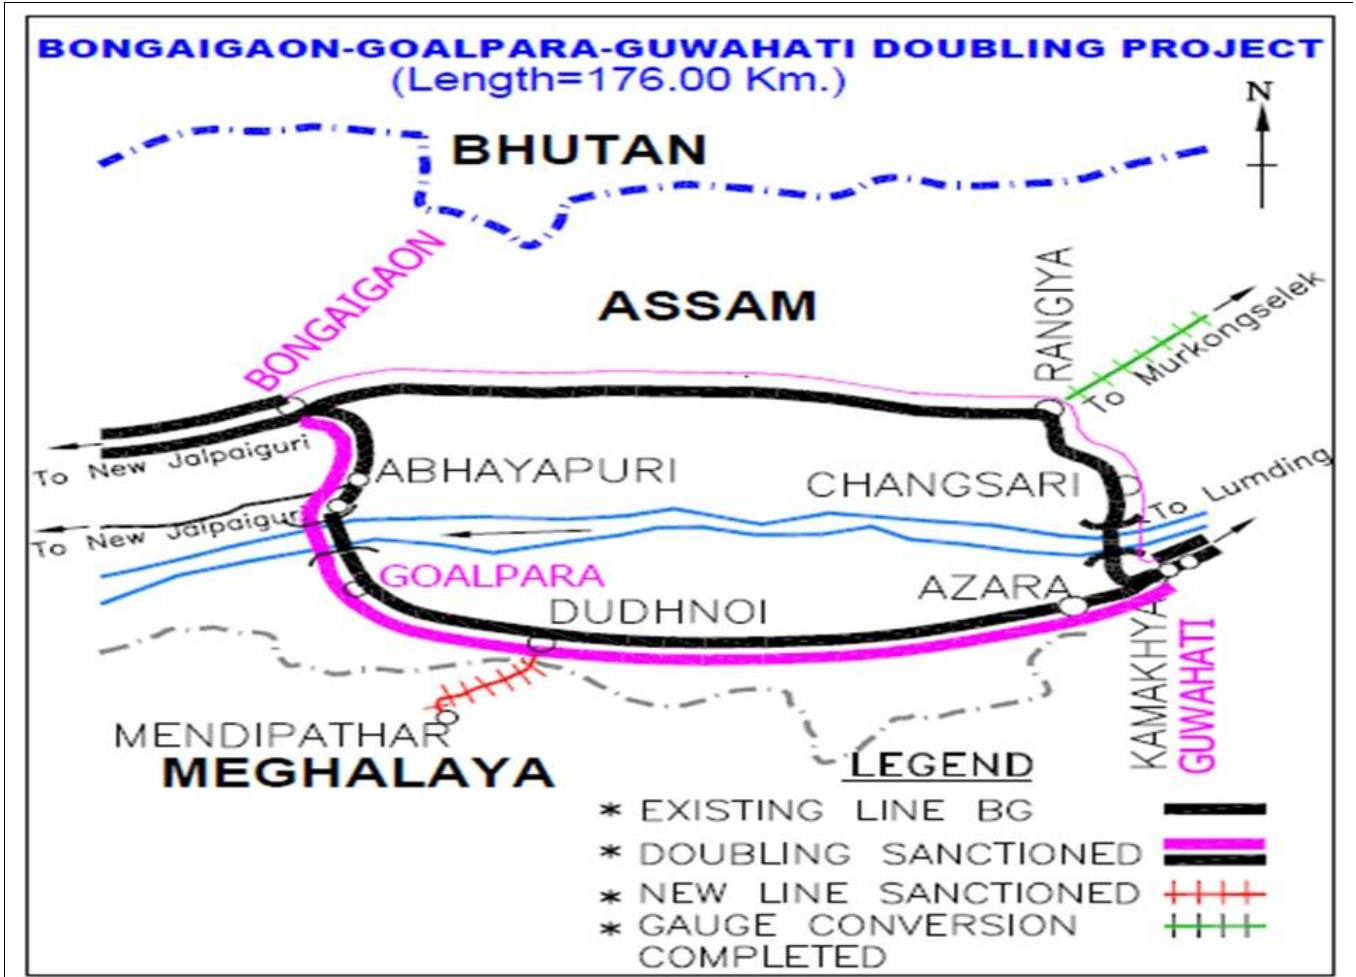 BONGAIGAON-GOALPARA-GUWAHATI DOUBLING PROJECT
(Length=176.00 Km.)
N
BHUTAN
BONGAIGAON
ASSAM
RANGIYA
To Murkongselek
To New Jalpaiguri
ABHAYAPURI
CHANGSARI
To Lumding
To New Jalpaiguri
GOALPARA
DUDHNOI
AZARA
KAMAKHYA
GUWAHATI
MENDIPATHAR
MEGHALAYA
LEGEND
* EXISTING LINE BG
* DOUBLING SANCTIONED
* NEW LINE SANCTIONED
* GAUGE CONVERSION
COMPLETED